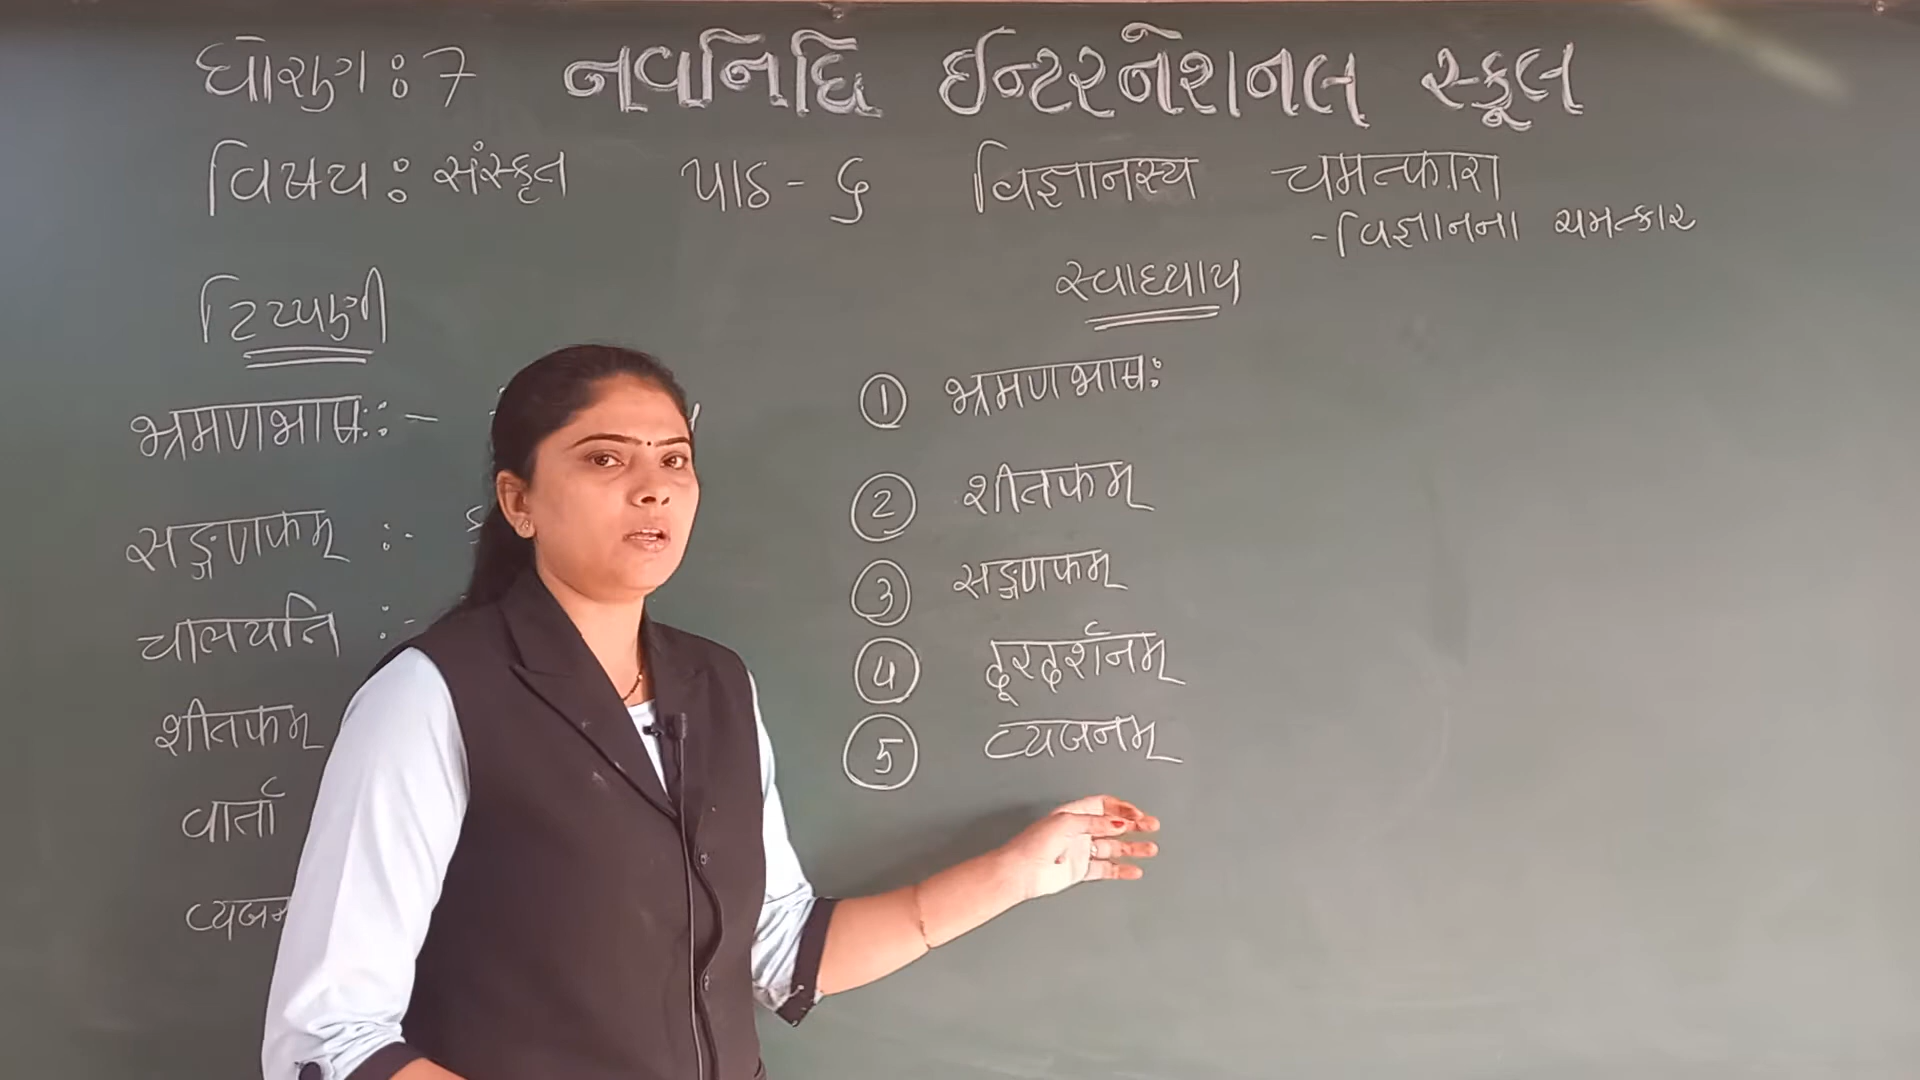 ધોરણ : 7 નવનિધિ ઈન્ટરનેશનલ સ્કૂલ
વિષય : સંસ્કૃત પાઠ - ૬ विज्ञानस्य चमत्कारा
- વિજ્ઞાનના ચમત્કાર
ટિપ્પણી
भ्रमणभाषः :-
सङ्गणकम् :-
चालयति :-
शीतकम्
वार्ता
સ્વાધ્યાય
① भ्रमणभाषः
② शीतकम्
③ सङ्गणकम्
④ दूरदर्शनम्
⑤ व्यजनम्